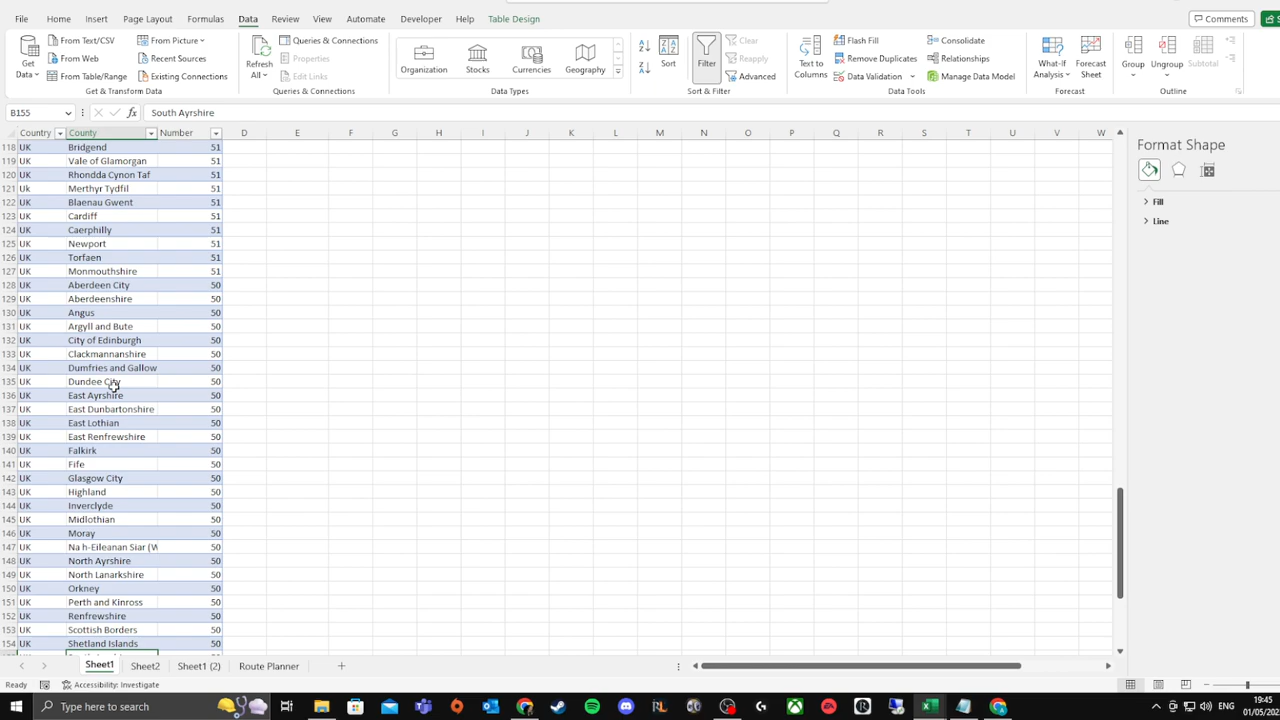 File Home Insert Page Layout Formulas Data Review View Automate Developer Help Table Design Comments
Get Data
From Text/CSV
From Web
From Table/Range
From Picture
Recent Sources
Existing Connections
Get & Transform Data
Refresh All
Queries & Connections
Properties
Edit Links
Queries & Connections
Organization Stocks Currencies Geography
Data Types
Sort
Filter
Clear
Reapply
Advanced
Sort & Filter
Text to Columns
Flash Fill
Remove Duplicates
Data Validation
Consolidate
Relationships
Manage Data Model
Data Tools
What-If Analysis
Forecast Sheet
Forecast
Group
Ungroup
Subtotal
Outline
B155 fx South Ayrshire
Country County Number D E F G H I J K L M N O P Q R S T U V W
118 UK Bridgend 51
119 UK Vale of Glamorgan 51
120 UK Rhondda Cynon Taf 51
121 Uk Merthyr Tydfil 51
122 UK Blaenau Gwent 51
123 UK Cardiff 51
124 UK Caerphilly 51
125 UK Newport 51
126 UK Torfaen 51
127 UK Monmouthshire 51
128 UK Aberdeen City 50
129 UK Aberdeenshire 50
130 UK Angus 50
131 UK Argyll and Bute 50
132 UK City of Edinburgh 50
133 UK Clackmannanshire 50
134 UK Dumfries and Gallow 50
135 UK Dundee City 50
136 UK East Ayrshire 50
137 UK East Dunbartonshire 50
138 UK East Lothian 50
139 UK East Renfrewshire 50
140 UK Falkirk 50
141 UK Fife 50
142 UK Glasgow City 50
143 UK Highland 50
144 UK Inverclyde 50
145 UK Midlothian 50
146 UK Moray 50
147 UK Na h-Eileanan Siar (W 50
148 UK North Ayrshire 50
149 UK North Lanarkshire 50
150 UK Orkney 50
151 UK Perth and Kinross 50
152 UK Renfrewshire 50
153 UK Scottish Borders 50
154 UK Shetland Islands 50
Format Shape
Fill
Line
Sheet1 Sheet2 Sheet1 (2) Route Planner
Ready Accessibility: Investigate
Type here to search
19:45